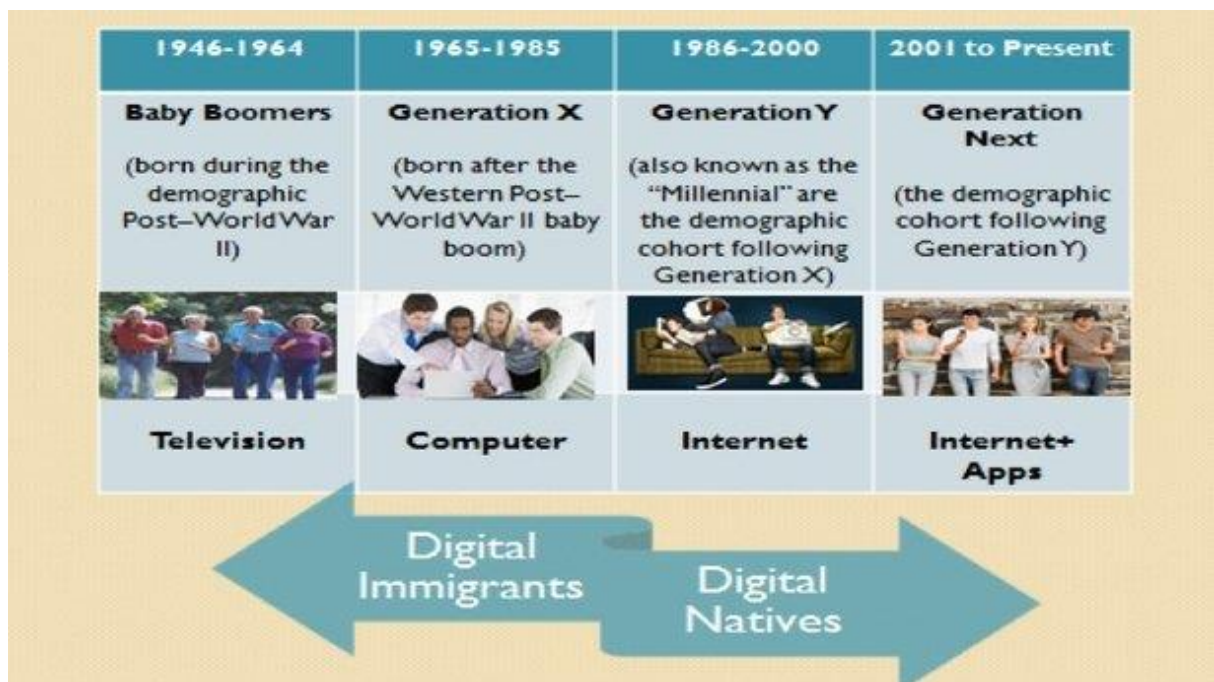 1946-1964
1965-1985
1986-2000
2001 to Present
Baby Boomers
(born during the
demographic
Post–World War
II)
Generation X
(born after the
Western Post–
World War II baby
boom)
Generation Y
(also known as the
“Millennial” are
the demographic
cohort following
Generation X)
Generation
Next
(the demographic
cohort following
Generation Y)
Television
Computer
Internet
Internet+
Apps
Digital
Immigrants
Digital
Natives